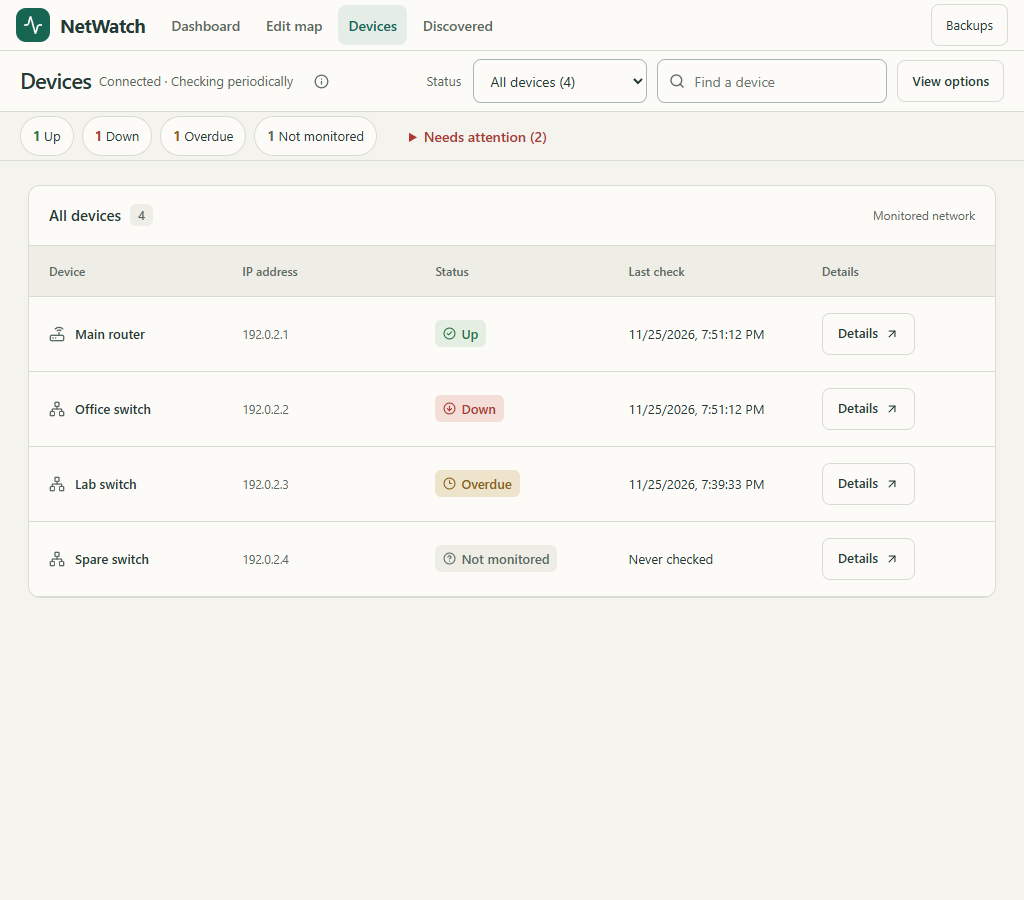 NetWatch Dashboard Edit map Devices Discovered Backups
Devices Connected · Checking periodically Status All devices (4) Find a device View options
1 Up 1 Down 1 Overdue 1 Not monitored Needs attention (2)
All devices 4 Monitored network
Device IP address Status Last check Details
Main router 192.0.2.1 Up 11/25/2026, 7:51:12 PM Details
Office switch 192.0.2.2 Down 11/25/2026, 7:51:12 PM Details
Lab switch 192.0.2.3 Overdue 11/25/2026, 7:39:33 PM Details
Spare switch 192.0.2.4 Not monitored Never checked Details